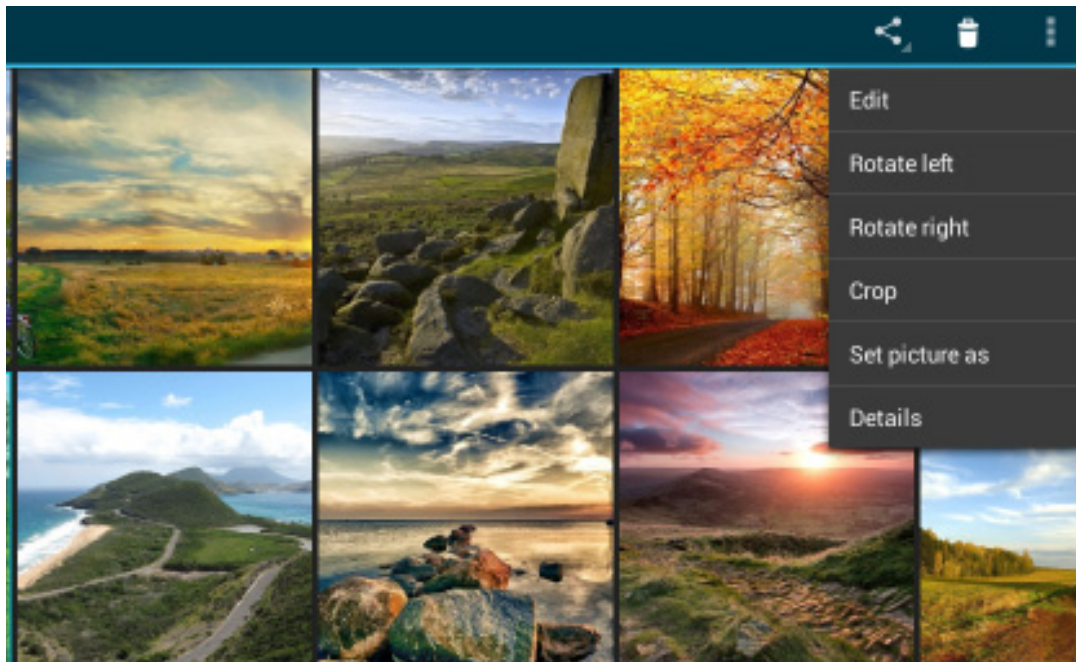 Edit
Rotate left
Rotate right
Crop
Set picture as
Details